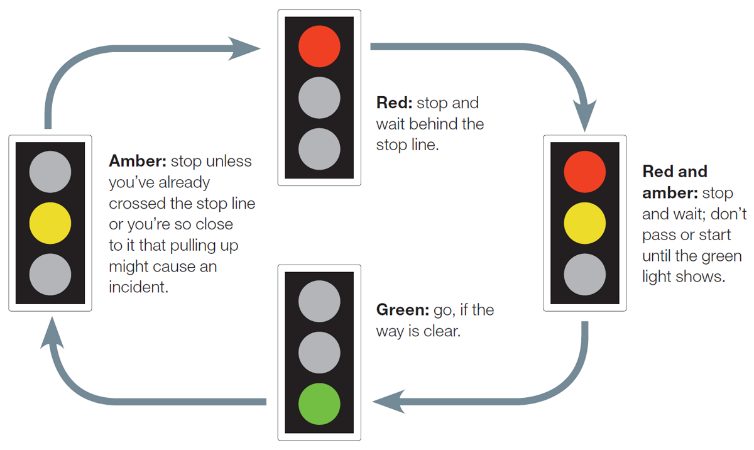 Red: stop and
wait behind the
stop line.
Amber: stop unless
you’ve already
crossed the stop line
or you’re so close
to it that pulling up
might cause an
incident.
Red and
amber: stop
and wait; don’t
pass or start
until the green
light shows.
Green: go, if the
way is clear.